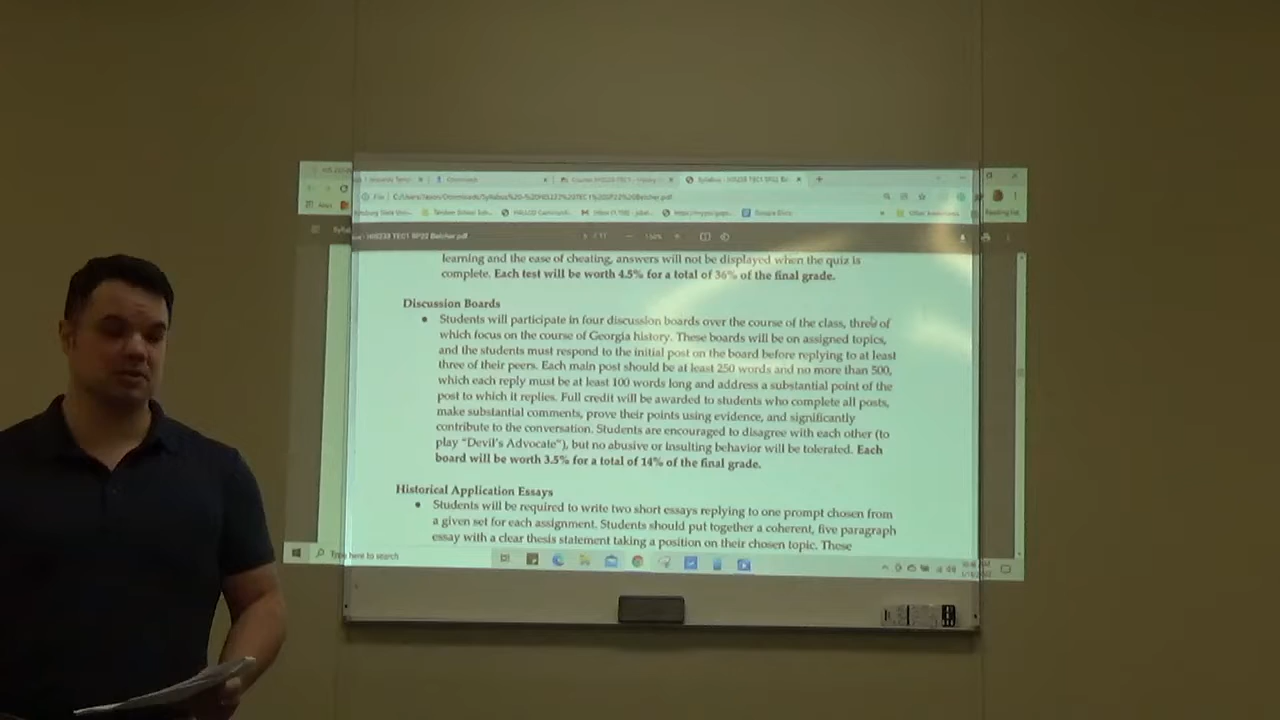 Syllabus - HIS233 TEC1 SP22 Be
File
HIS233 TEC1 SP22 Belcher.pdf
learning and the ease of cheating, answers will not be displayed when the quiz is
complete. Each test will be worth 4.5% for a total of 36% of the final grade.
Discussion Boards
• Students will participate in four discussion boards over the course of the class, three of
which focus on the course of Georgia history. These boards will be on assigned topics,
and the students must respond to the initial post on the board before replying to at least
three of their peers. Each main post should be at least 250 words and no more than 500,
which each reply must be at least 100 words long and address a substantial point of the
post to which it replies. Full credit will be awarded to students who complete all posts,
make substantial comments, prove their points using evidence, and significantly
contribute to the conversation. Students are encouraged to disagree with each other (to
play “Devil’s Advocate”), but no abusive or insulting behavior will be tolerated. Each
board will be worth 3.5% for a total of 14% of the final grade.
Historical Application Essays
• Students will be required to write two short essays replying to one prompt chosen from
a given set for each assignment. Students should put together a coherent, five paragraph
essay with a clear thesis statement taking a position on their chosen topic. These
Type here to search